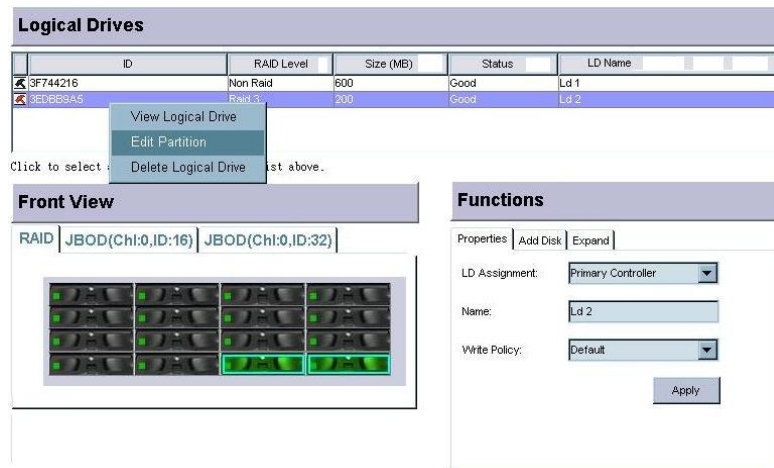 Logical Drives
ID RAID Level Size (MB) Status LD Name
3F744216 Non Raid 600 Good Ld 1
3EDBB9A5 Raid 3 200 Good Ld 2
View Logical Drive
Edit Partition
Delete Logical Drive
Click to select ist above.
Front View
RAID JBOD(Chl:0,ID:16) JBOD(Chl:0,ID:32)
Functions
Properties Add Disk Expand
LD Assignment: Primary Controller
Name: Ld 2
Write Policy: Default
Apply